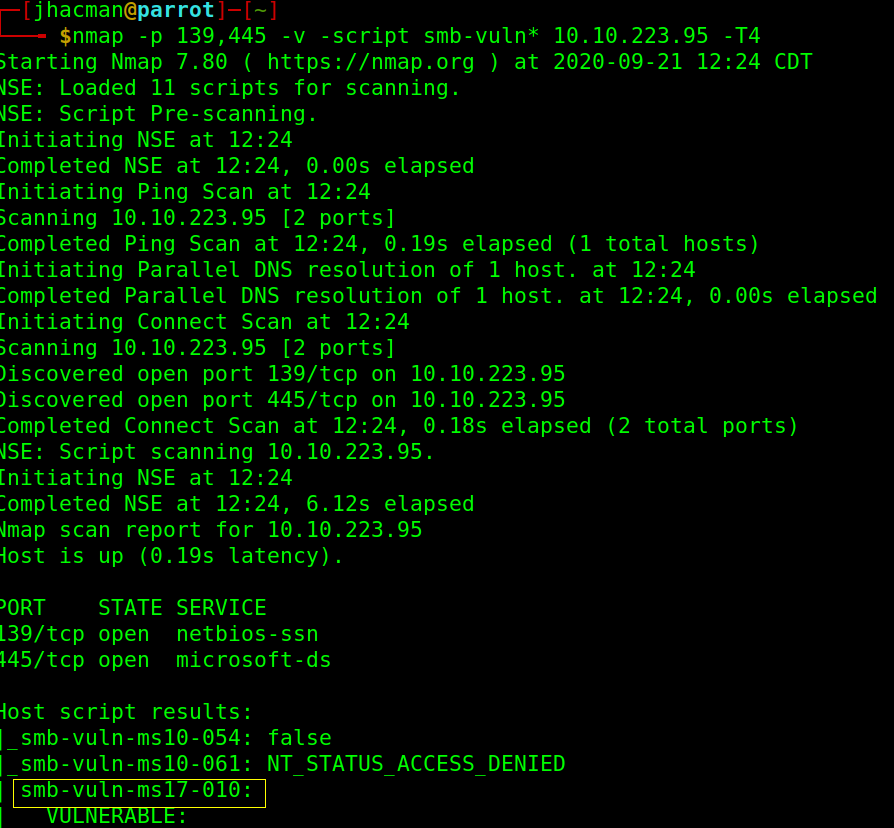 [jhacman@parrot]─[~]
$nmap -p 139,445 -v -script smb-vuln* 10.10.223.95 -T4
Starting Nmap 7.80 ( https://nmap.org ) at 2020-09-21 12:24 CDT
NSE: Loaded 11 scripts for scanning.
NSE: Script Pre-scanning.
Initiating NSE at 12:24
Completed NSE at 12:24, 0.00s elapsed
Initiating Ping Scan at 12:24
Scanning 10.10.223.95 [2 ports]
Completed Ping Scan at 12:24, 0.19s elapsed (1 total hosts)
Initiating Parallel DNS resolution of 1 host. at 12:24
Completed Parallel DNS resolution of 1 host. at 12:24, 0.00s elapsed
Initiating Connect Scan at 12:24
Scanning 10.10.223.95 [2 ports]
Discovered open port 139/tcp on 10.10.223.95
Discovered open port 445/tcp on 10.10.223.95
Completed Connect Scan at 12:24, 0.18s elapsed (2 total ports)
NSE: Script scanning 10.10.223.95.
Initiating NSE at 12:24
Completed NSE at 12:24, 6.12s elapsed
Nmap scan report for 10.10.223.95
Host is up (0.19s latency).
PORT    STATE SERVICE
139/tcp open  netbios-ssn
445/tcp open  microsoft-ds
Host script results:
|_smb-vuln-ms10-054: false
|_smb-vuln-ms10-061: NT_STATUS_ACCESS_DENIED
| smb-vuln-ms17-010:
|   VULNERABLE: